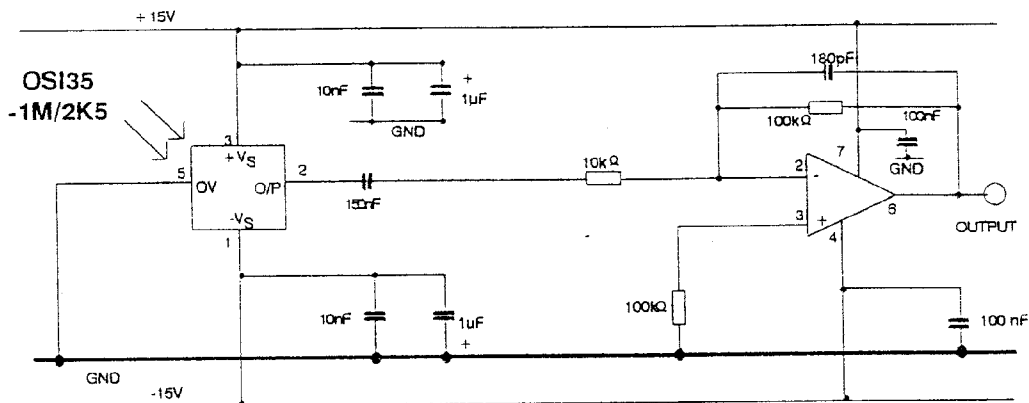 + 15V
OSI35
-1M/2K5
10nF
+
1µF
GND
180pF
100kΩ
100nF
GND
3
+VS
5
OV
O/P
2
-VS
1
150nF
10kΩ
2
-
7
3
+
4
6
OUTPUT
10nF
1µF
+
100kΩ
100 nF
GND
-15V